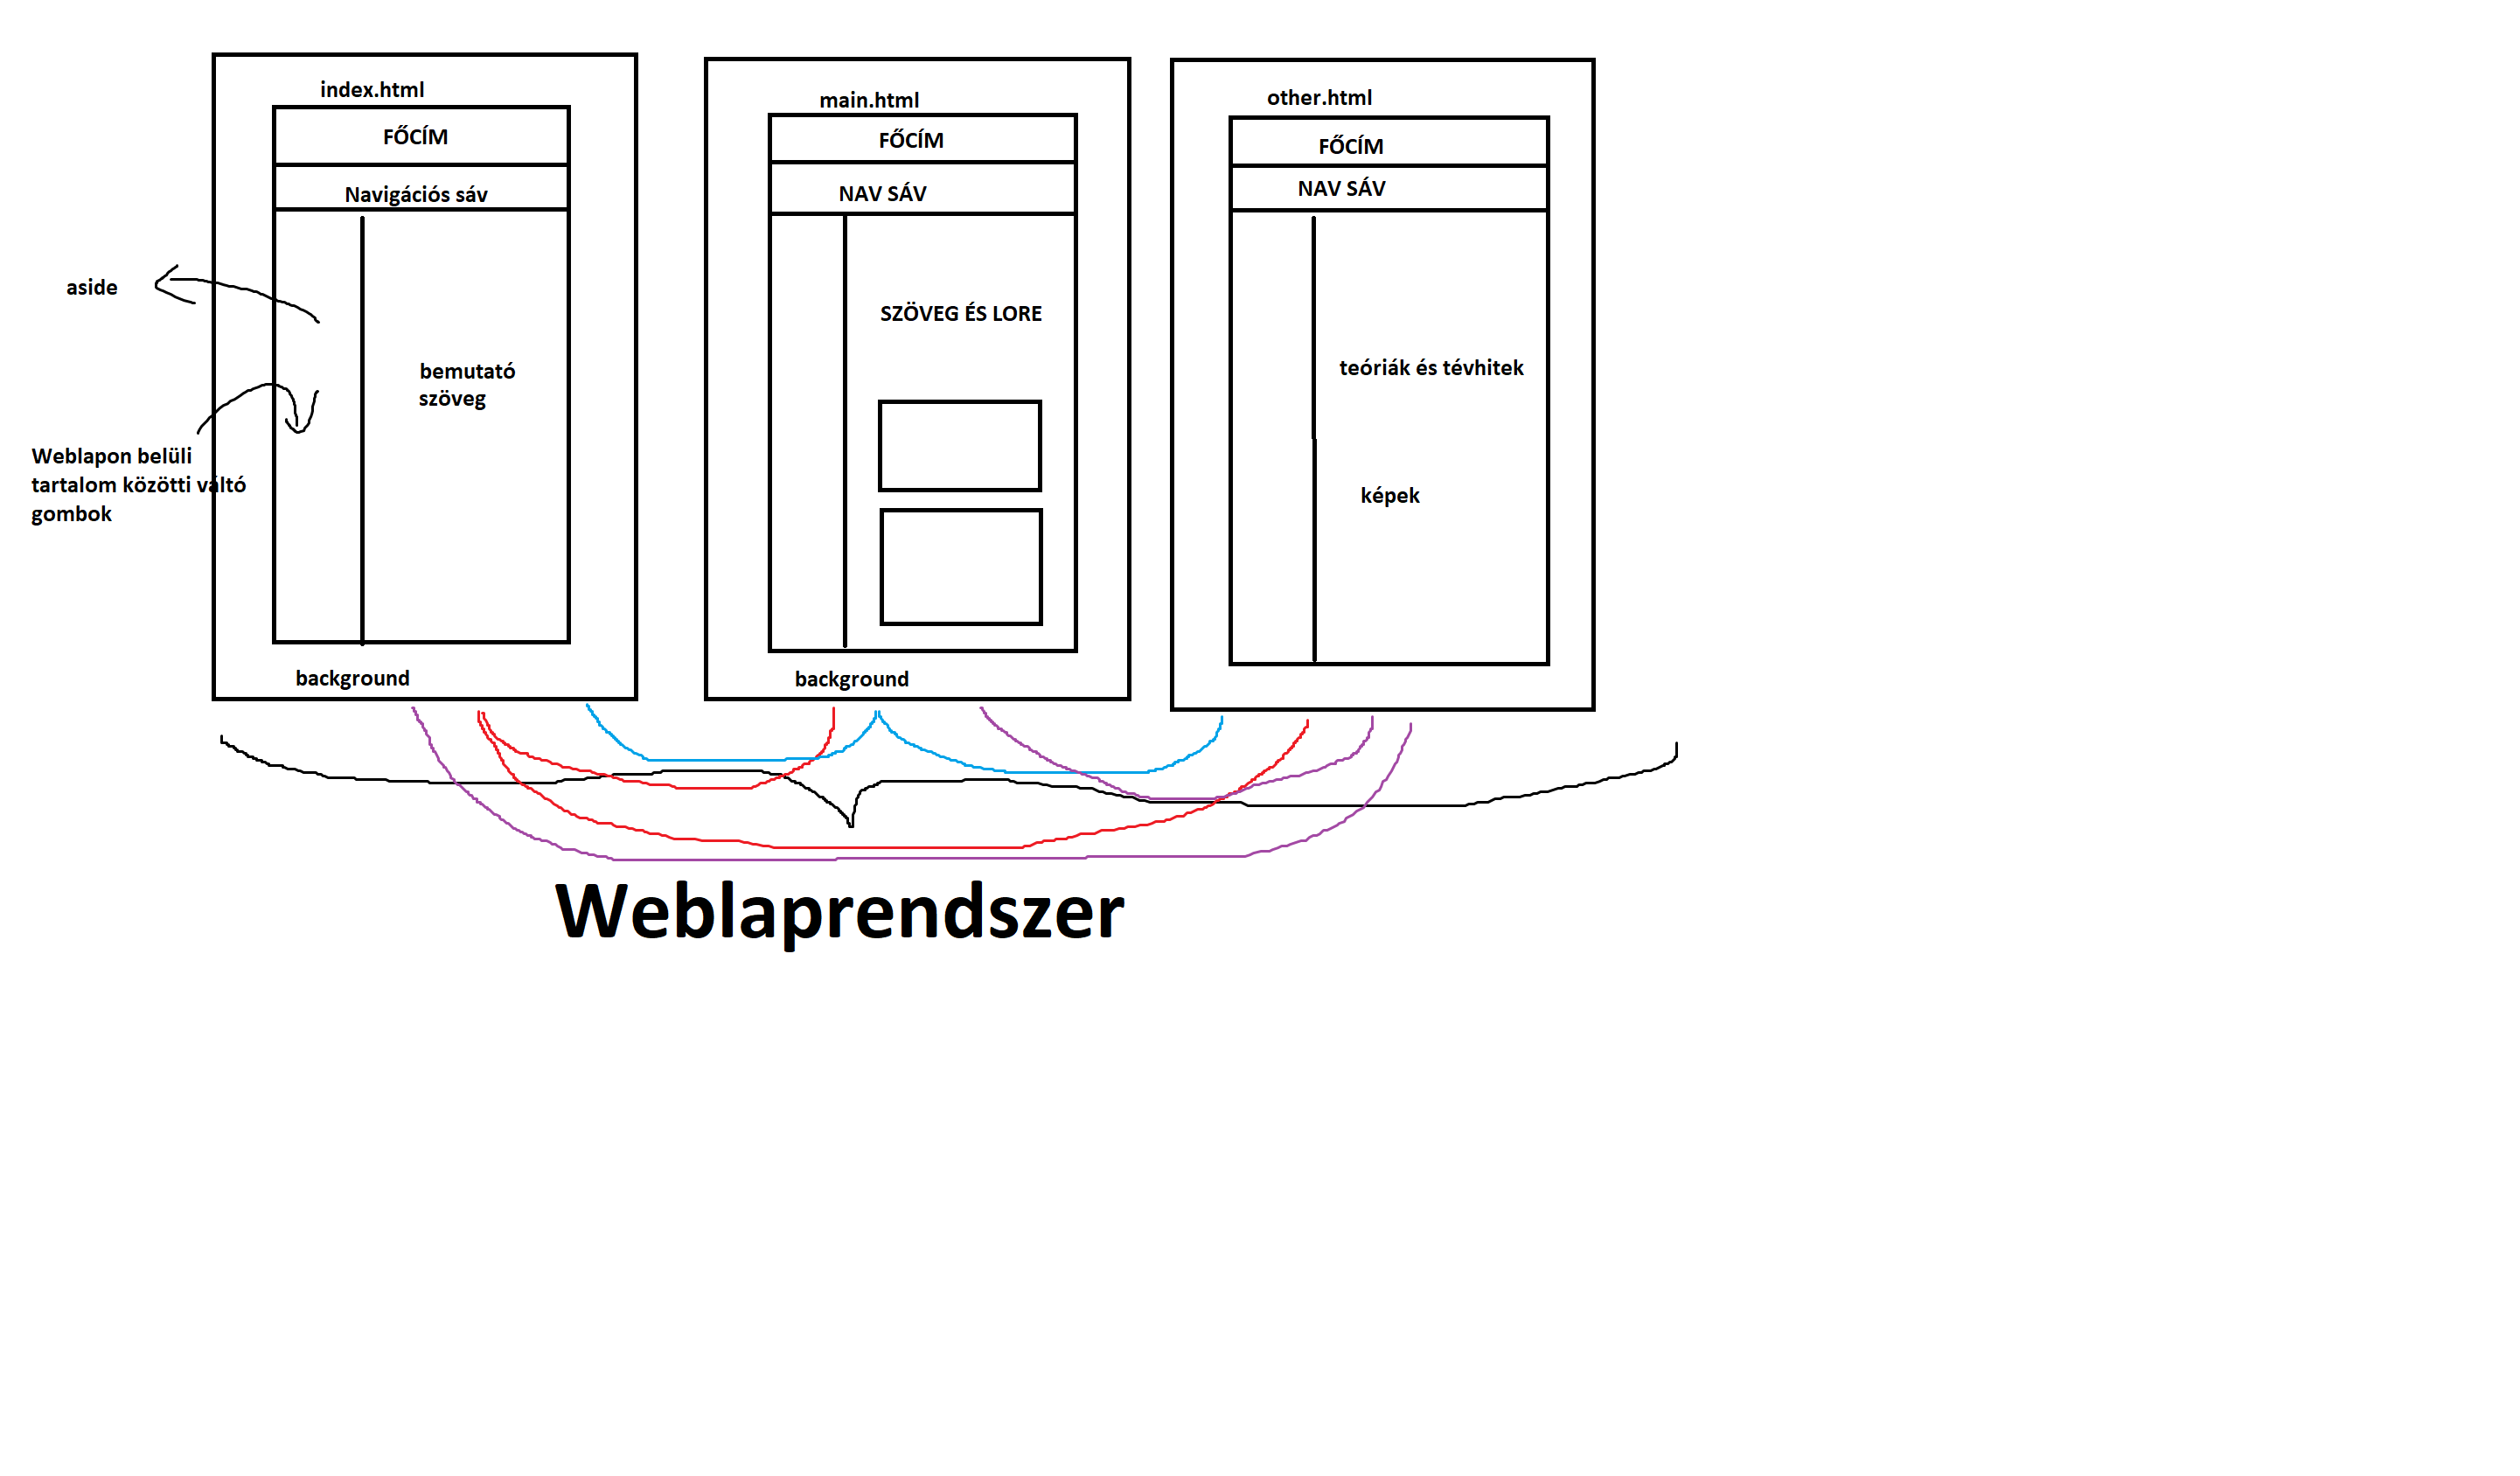 index.html
FŐCÍM
Navigációs sáv
aside
bemutató
szöveg
Weblapon belüli
tartalom közötti váltó
gombok
background
main.html
FŐCÍM
NAV SÁV
SZÖVEG ÉS LORE
background
other.html
FŐCÍM
NAV SÁV
teóriák és tévhitek
képek
Weblaprendszer